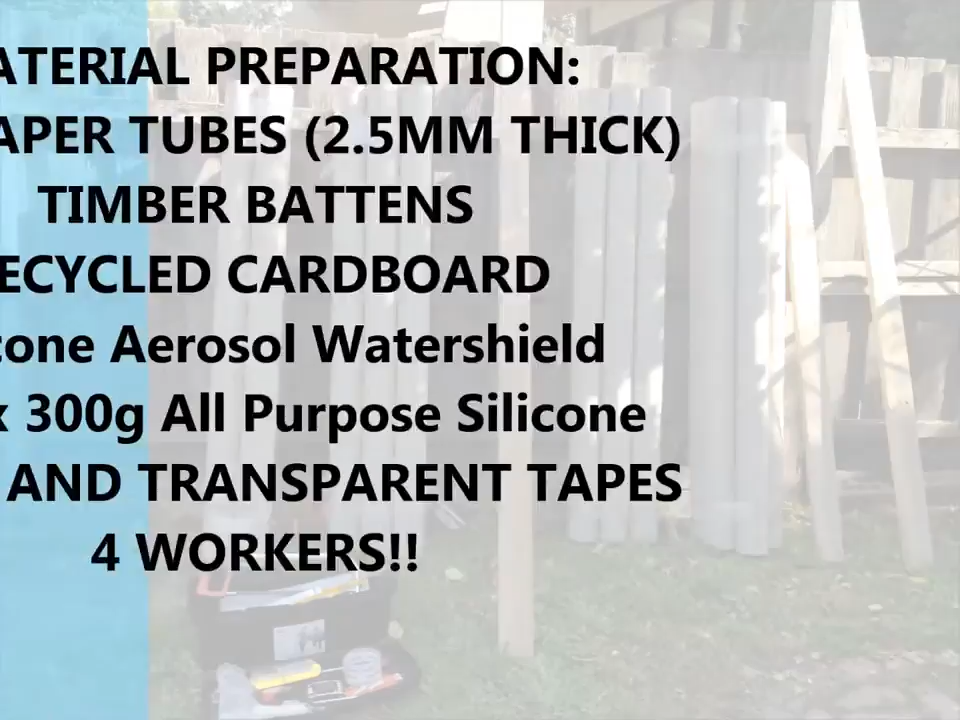 ATERIAL PREPARATION:
APER TUBES (2.5MM THICK)
TIMBER BATTENS
ECYCLED CARDBOARD
cone Aerosol Watershield
x 300g All Purpose Silicone
AND TRANSPARENT TAPES
4 WORKERS!!